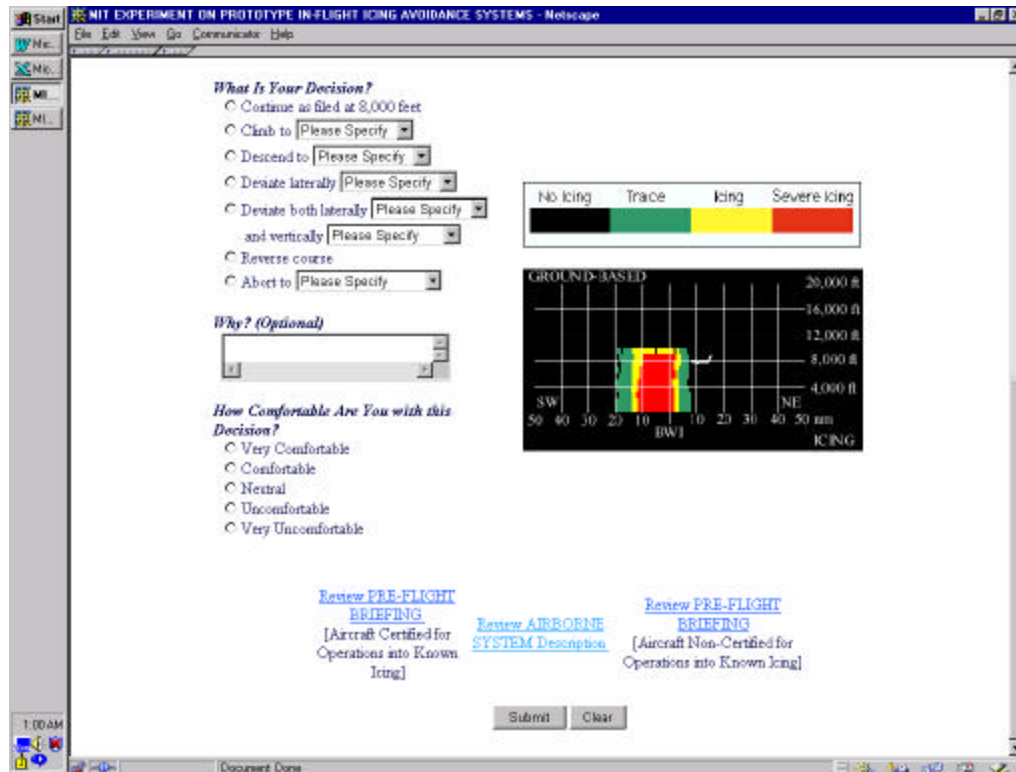 Start
MIT EXPERIMENT ON PROTOTYPE IN-FLIGHT ICING AVOIDANCE SYSTEMS - Netscape
File Edit View Go Communicator Help
Mic..
Mic..
MI...
MI...
What Is Your Decision?
Continue as filed at 8,000 feet
Climb to Please Specify
Descend to Please Specify
Deviate laterally Please Specify
Deviate both laterally Please Specify
and vertically Please Specify
Reverse course
Abort to Please Specify
Why? (Optional)
How Comfortable Are You with this
Decision?
Very Comfortable
Comfortable
Neutral
Uncomfortable
Very Uncomfortable
No Icing Trace Icing Severe Icing
GROUND-BASED
20,000 ft
16,000 ft
12,000 ft
8,000 ft
4,000 ft
SW NE
50 40 30 20 10 10 20 30 40 50 nm
BWI
ICING
Review PRE-FLIGHT
BRIEFING
[Aircraft Certified for
Operations into Known
Icing]
Review AIRBORNE
SYSTEM Description
Review PRE-FLIGHT
BRIEFING
[Aircraft Non-Certified for
Operations into Known Icing]
Submit Clear
1:00 AM
Document Done